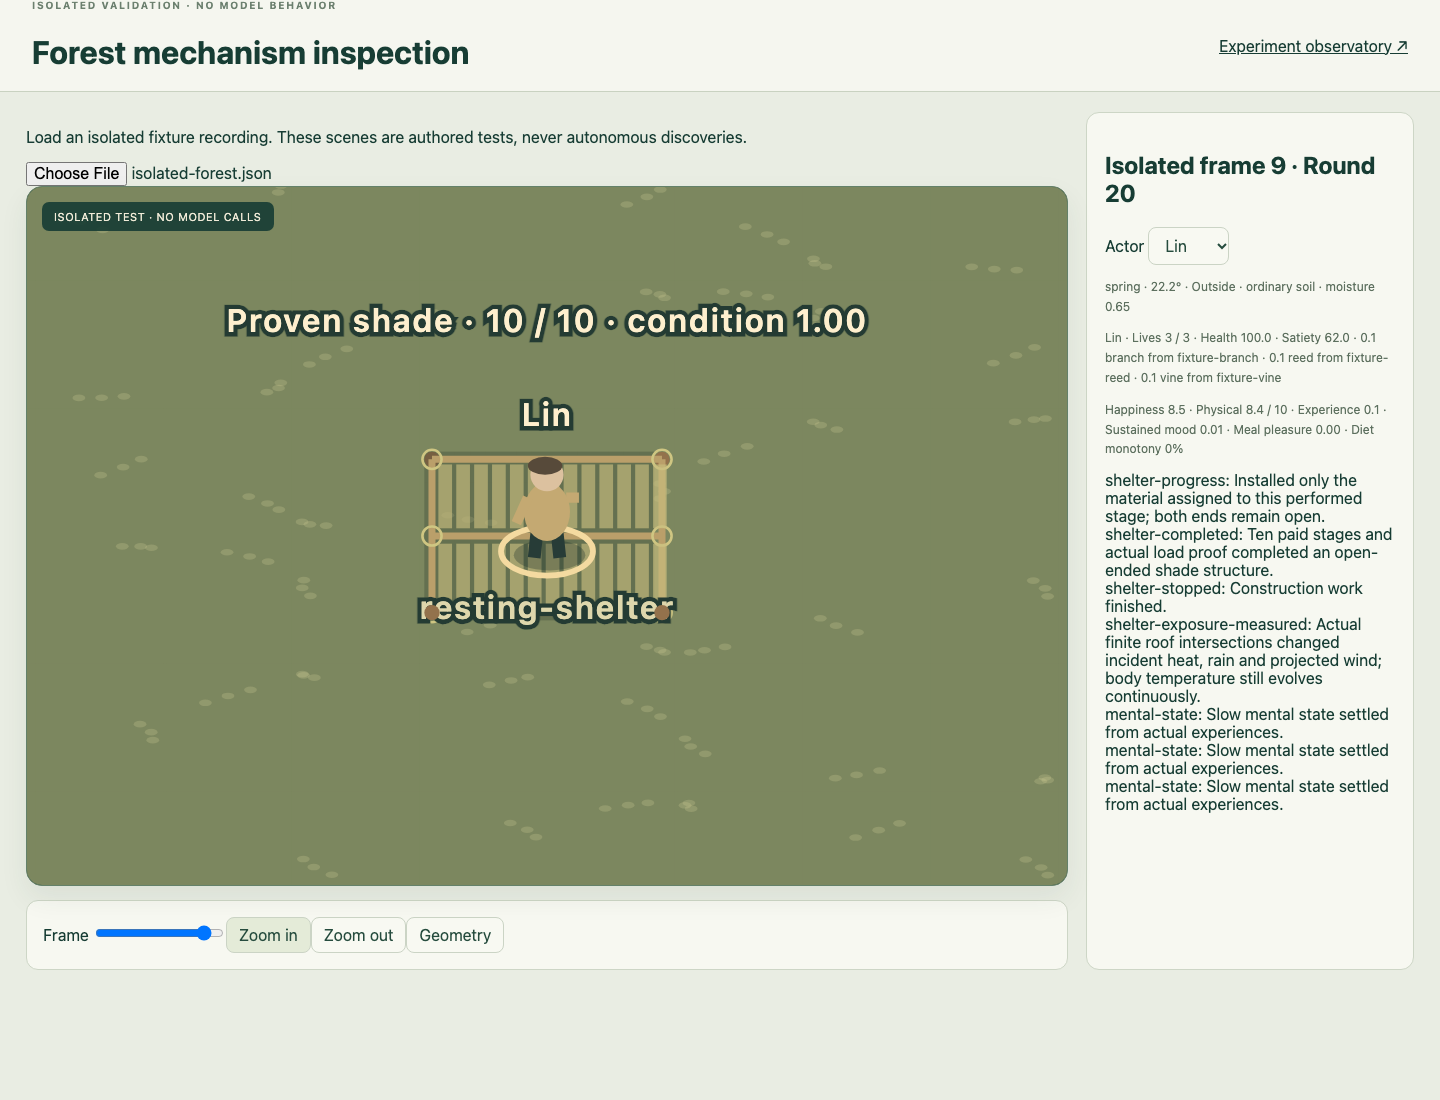 ISOLATED VALIDATION · NO MODEL BEHAVIOR
Forest mechanism inspection
Experiment observatory ↗
Load an isolated fixture recording. These scenes are authored tests, never autonomous discoveries.
Choose File isolated-forest.json
ISOLATED TEST · NO MODEL CALLS
Proven shade · 10 / 10 · condition 1.00
Lin
resting-shelter
Frame
Zoom in
Zoom out
Geometry
Isolated frame 9 · Round
20
Actor Lin
spring · 22.2° · Outside · ordinary soil · moisture
0.65
Lin · Lives 3 / 3 · Health 100.0 · Satiety 62.0 · 0.1
branch from fixture-branch · 0.1 reed from fixture-
reed · 0.1 vine from fixture-vine
Happiness 8.5 · Physical 8.4 / 10 · Experience 0.1 ·
Sustained mood 0.01 · Meal pleasure 0.00 · Diet
monotony 0%
shelter-progress: Installed only the
material assigned to this performed
stage; both ends remain open.
shelter-completed: Ten paid stages and
actual load proof completed an open-
ended shade structure.
shelter-stopped: Construction work
finished.
shelter-exposure-measured: Actual
finite roof intersections changed
incident heat, rain and projected wind;
body temperature still evolves
continuously.
mental-state: Slow mental state settled
from actual experiences.
mental-state: Slow mental state settled
from actual experiences.
mental-state: Slow mental state settled
from actual experiences.